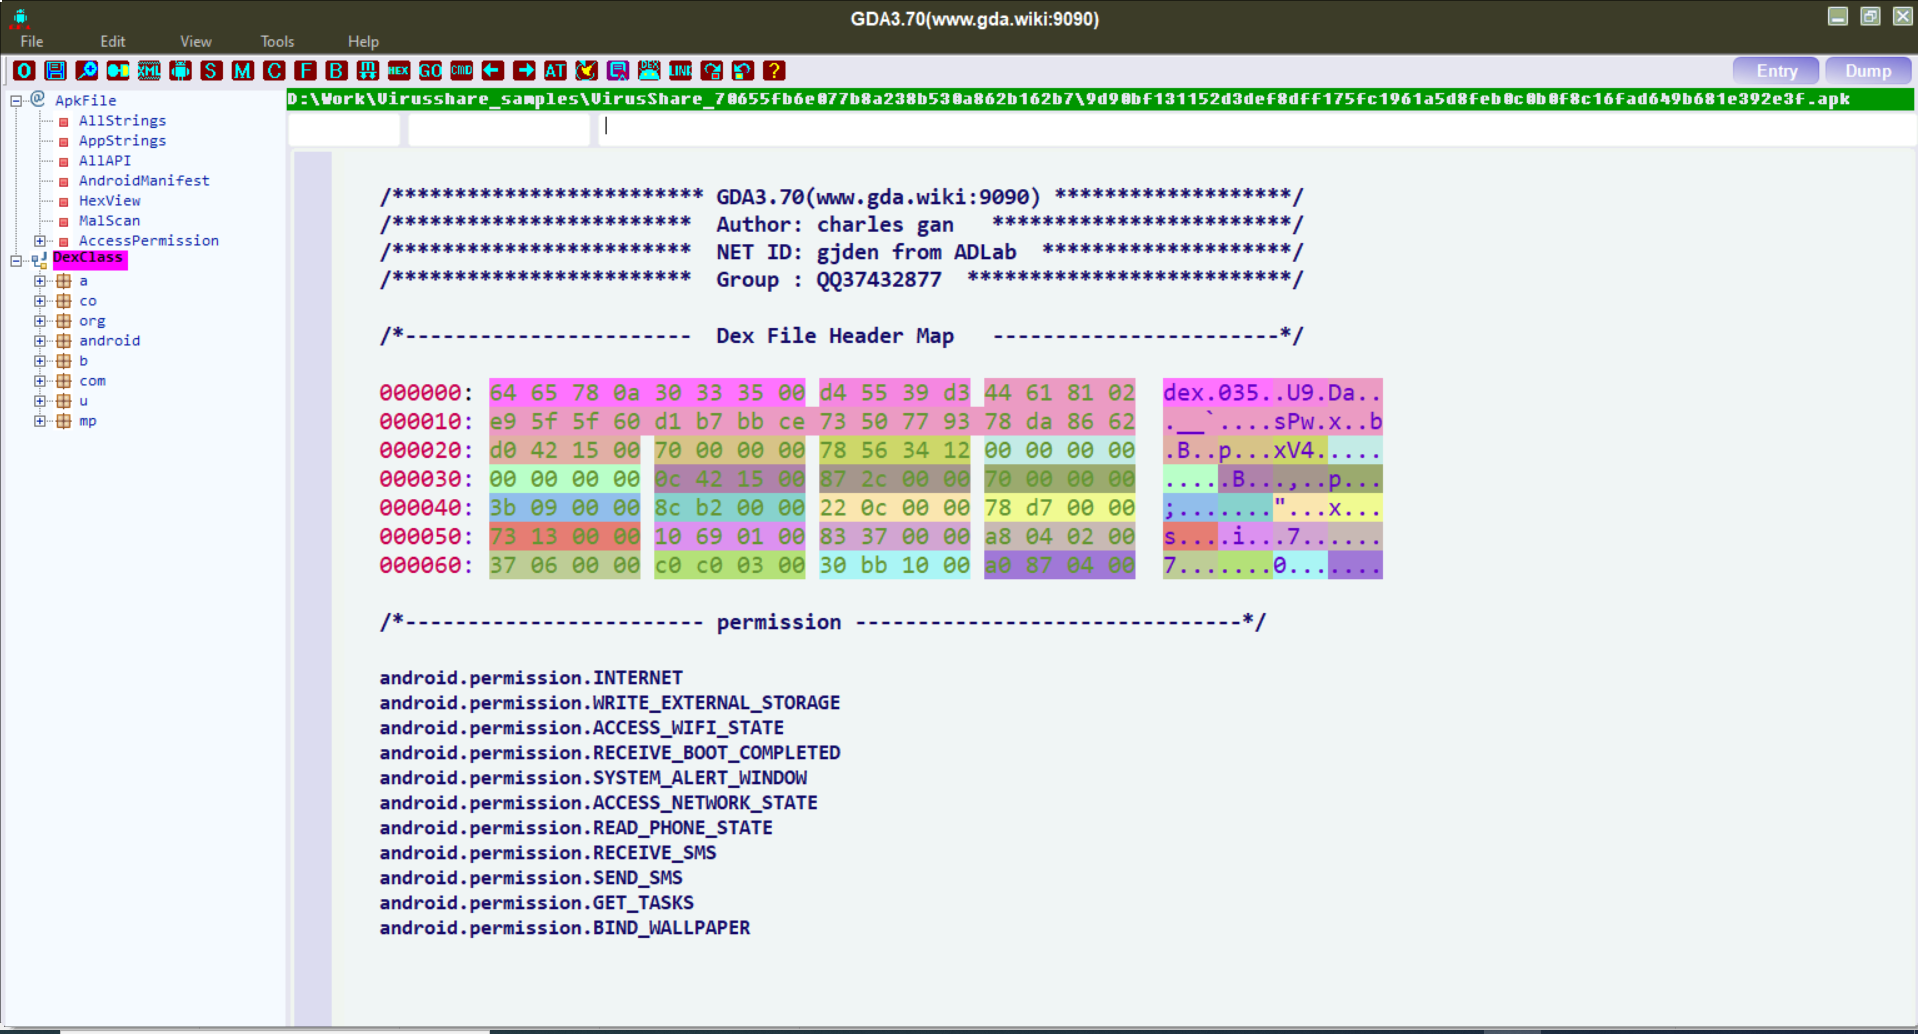 GDA3.70(www.gda.wiki:9090)
File Edit View Tools Help
O XML S M C F B HEX GO CMD AT DEX LINK ?
Entry Dump
D:\Work\Virusshare_samples\VirusShare_70655fb6e077b8a238b530a862b162b7\9d90bf131152d3def8dff175fc1961a5d8feb0c0b0f8c16fad649b681e392e3f.apk
@ ApkFile
AllStrings
AppStrings
AllAPI
AndroidManifest
HexView
MalScan
AccessPermission
DexClass
a
co
org
android
b
com
u
mp
/************************* GDA3.70(www.gda.wiki:9090) *******************/
/************************ Author: charles gan ************************/
/************************ NET ID: gjden from ADLab ********************/
/************************ Group : QQ37432877 **************************/
/*----------------------- Dex File Header Map -----------------------*/
000000: 64 65 78 0a 30 33 35 00 d4 55 39 d3 44 61 81 02 dex.035..U9.Da..
000010: e9 5f 5f 60 d1 b7 bb ce 73 50 77 93 78 da 86 62 .__`....sPw.x..b
000020: d0 42 15 00 70 00 00 00 78 56 34 12 00 00 00 00 .B..p...xV4.....
000030: 00 00 00 00 0c 42 15 00 87 2c 00 00 70 00 00 00 .....B...,..p...
000040: 3b 09 00 00 8c b2 00 00 22 0c 00 00 78 d7 00 00 ;......."...x...
000050: 73 13 00 00 10 69 01 00 83 37 00 00 a8 04 02 00 s....i...7......
000060: 37 06 00 00 c0 c0 03 00 30 bb 10 00 a0 87 04 00 7.......0.......
/*------------------------ permission -------------------------------*/
android.permission.INTERNET
android.permission.WRITE_EXTERNAL_STORAGE
android.permission.ACCESS_WIFI_STATE
android.permission.RECEIVE_BOOT_COMPLETED
android.permission.SYSTEM_ALERT_WINDOW
android.permission.ACCESS_NETWORK_STATE
android.permission.READ_PHONE_STATE
android.permission.RECEIVE_SMS
android.permission.SEND_SMS
android.permission.GET_TASKS
android.permission.BIND_WALLPAPER